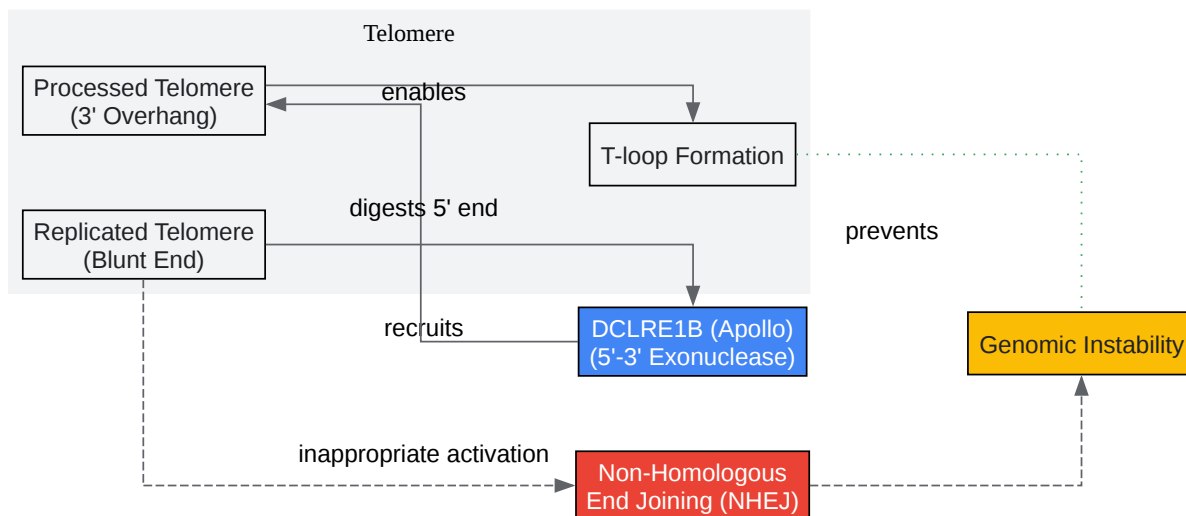 Telomere
Processed Telomere
(3' Overhang)
enables
T-loop Formation
digests 5' end
Replicated Telomere
(Blunt End)
prevents
recruits
DCLRE1B (Apollo)
(5'-3' Exonuclease)
Genomic Instability
inappropriate activation
Non-Homologous
End Joining (NHEJ)